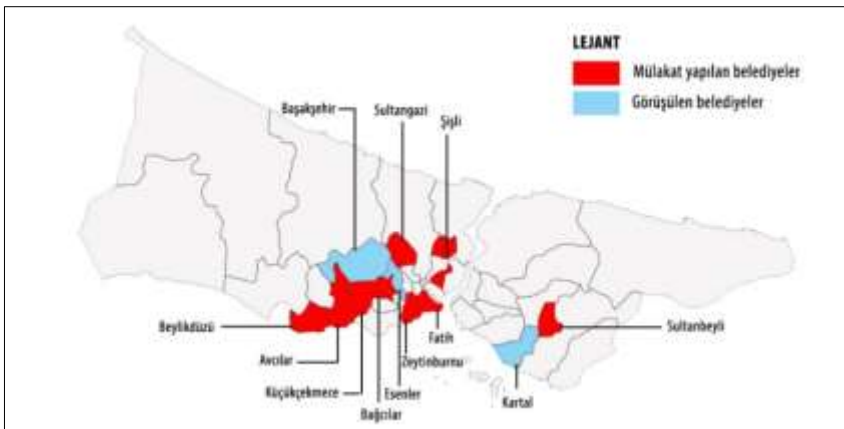 LEJANT
Mülakat yapılan belediyeler
Görüşülen belediyeler
Başakşehir
Sultangazi
Şişli
Beylikdüzü
Avcılar
Küçükçekmece
Bağcılar
Esenler
Zeytinburnu
Fatih
Kartal
Sultanbeyli